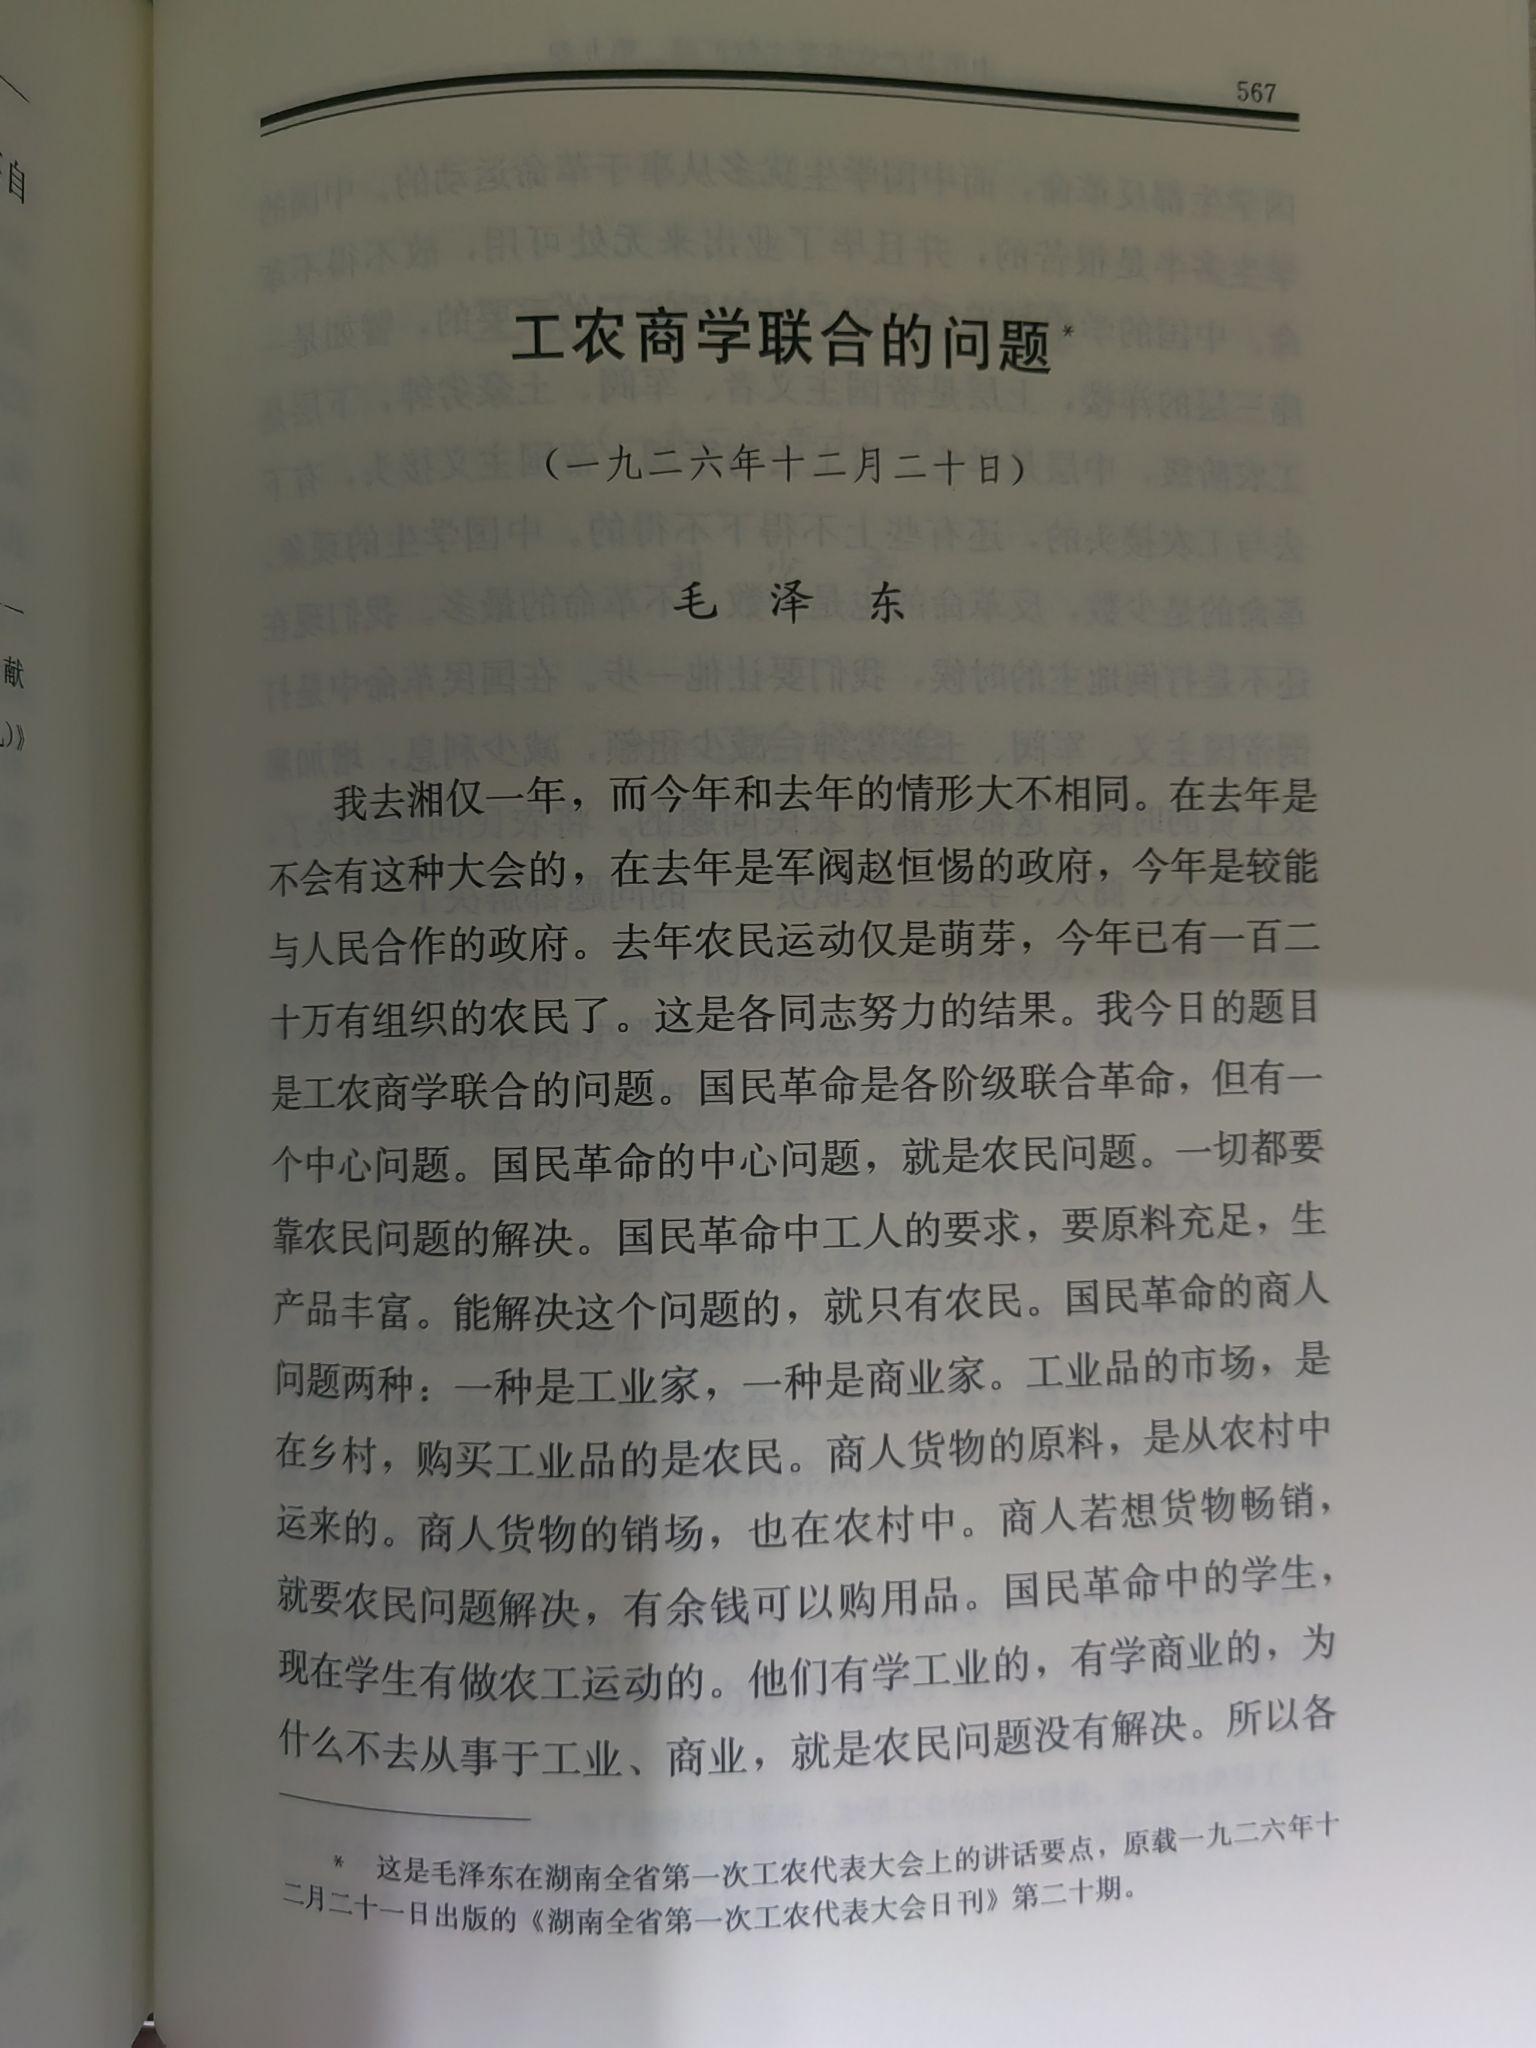 567
工农商学联合的问题*
（一九二六年十二月二十日）
毛 泽 东
我去湘仅一年，而今年和去年的情形大不相同。在去年是
不会有这种大会的，在去年是军阀赵恒惕的政府，今年是较能
与人民合作的政府。去年农民运动仅是萌芽，今年已有一百二
十万有组织的农民了。这是各同志努力的结果。我今日的题目
是工农商学联合的问题。国民革命是各阶级联合革命，但有一
个中心问题。国民革命的中心问题，就是农民问题。一切都要
靠农民问题的解决。国民革命中工人的要求，要原料充足，生
产品丰富。能解决这个问题的，就只有农民。国民革命的商人
问题两种：一种是工业家，一种是商业家。工业品的市场，是
在乡村，购买工业品的是农民。商人货物的原料，是从农村中
运来的。商人货物的销场，也在农村中。商人若想货物畅销，
就要农民问题解决，有余钱可以购用品。国民革命中的学生，
现在学生有做农工运动的。他们有学工业的，有学商业的，为
什么不去从事于工业、商业，就是农民问题没有解决。所以各
* 这是毛泽东在湖南全省第一次工农代表大会上的讲话要点，原载一九二六年十
二月二十一日出版的《湖南全省第一次工农代表大会日刊》第二十期。
自
献